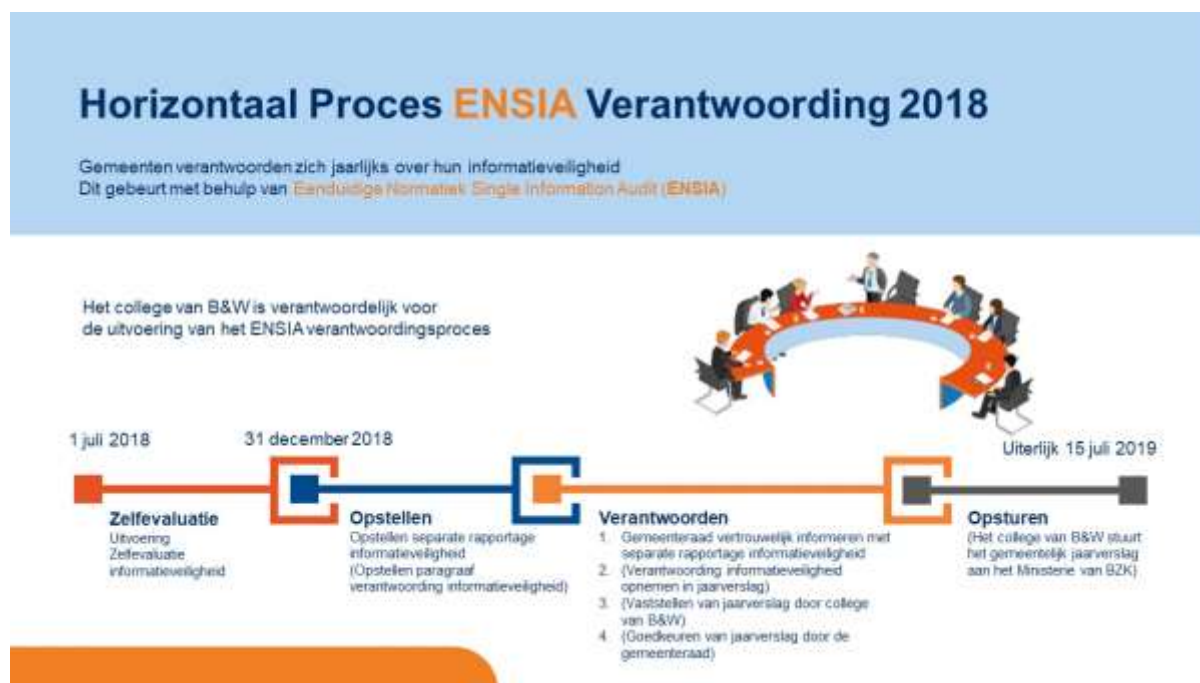 Horizontaal Proces ENSIA Verantwoording 2018
Gemeenten verantwoorden zich jaarlijks over hun informatieveiligheid
Dit gebeurt met behulp van Eenduidige Normatiek Single Information Audit (ENSIA)
Het college van B&W is verantwoordelijk voor
de uitvoering van het ENSIA verantwoordingsproces
1 juli 2018
31 december 2018
Uiterlijk 15 juli 2019
Zelfevaluatie
Uitvoering
Zelfevaluatie
informatieveiligheid
Opstellen
Opstellen separate rapportage
informatieveiligheid
(Opstellen paragraaf
verantwoording informatieveiligheid)
Verantwoorden
1. Gemeenteraad vertrouwelijk informeren met
separate rapportage informatieveiligheid
2. (Verantwoording informatieveiligheid
opnemen in jaarverslag)
3. (Vaststellen van jaarverslag door college
van B&W)
4. (Goedkeuren van jaarverslag door de
gemeenteraad)
Opsturen
(Het college van B&W stuurt
het gemeentelijk jaarverslag
aan het Ministerie van BZK)